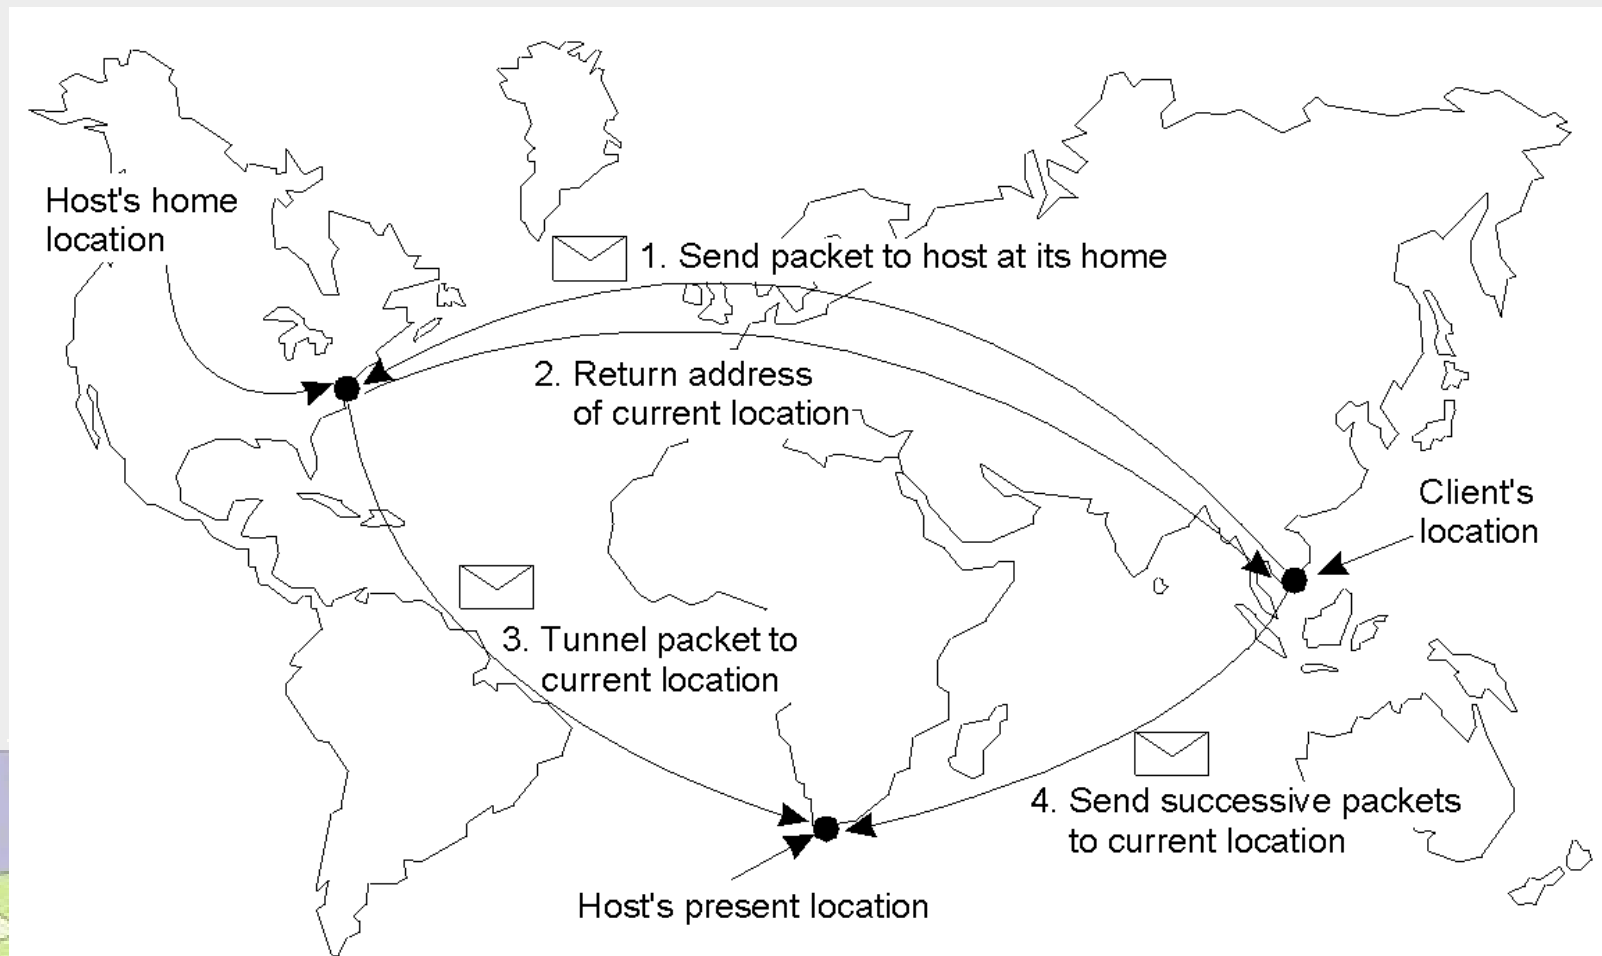 Host's home
location
1. Send packet to host at its home
2. Return address
of current location
Client's
location
3. Tunnel packet to
current location
4. Send successive packets
to current location
Host's present location